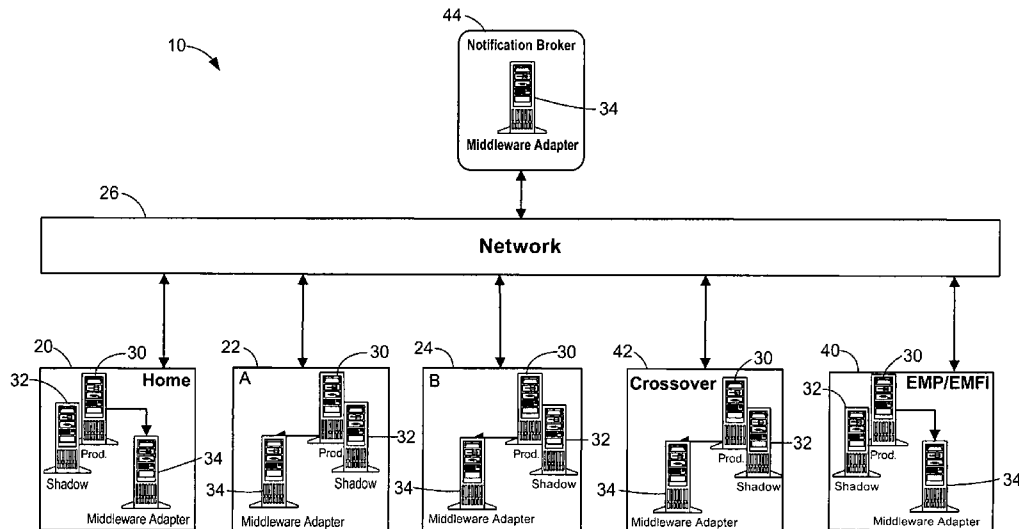 44
Notification Broker
10
34
Middleware Adapter
26
Network
20
30
32
Home
Prod.
Shadow
34
Middleware Adapter
22
30
A
32
Prod.
Shadow
34
Middleware Adapter
24
30
B
32
Prod.
Shadow
34
Middleware Adapter
42
30
Crossover
32
Prod.
Shadow
34
Middleware Adapter
40
30
32
EMP/EMFI
Prod.
Shadow
34
Middleware Adapter